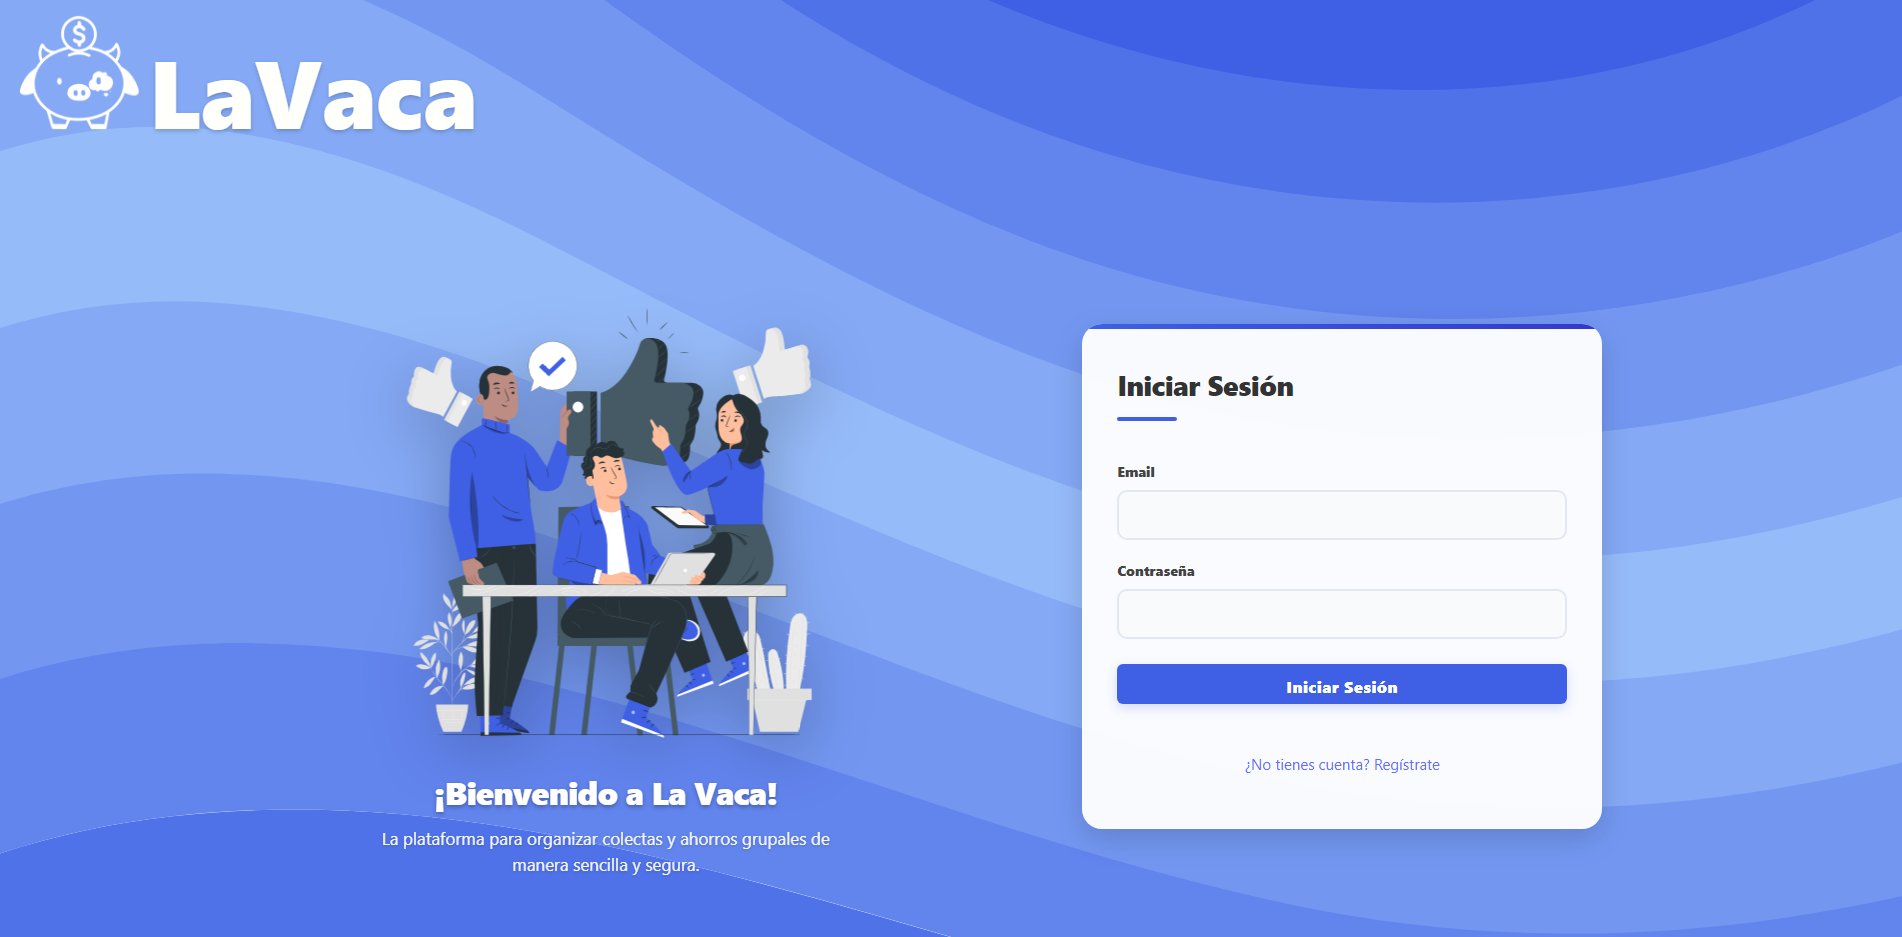 $
LaVaca
¡Bienvenido a La Vaca!
La plataforma para organizar colectas y ahorros grupales de
manera sencilla y segura.
Iniciar Sesión
Email
Contraseña
Iniciar Sesión
¿No tienes cuenta? Regístrate